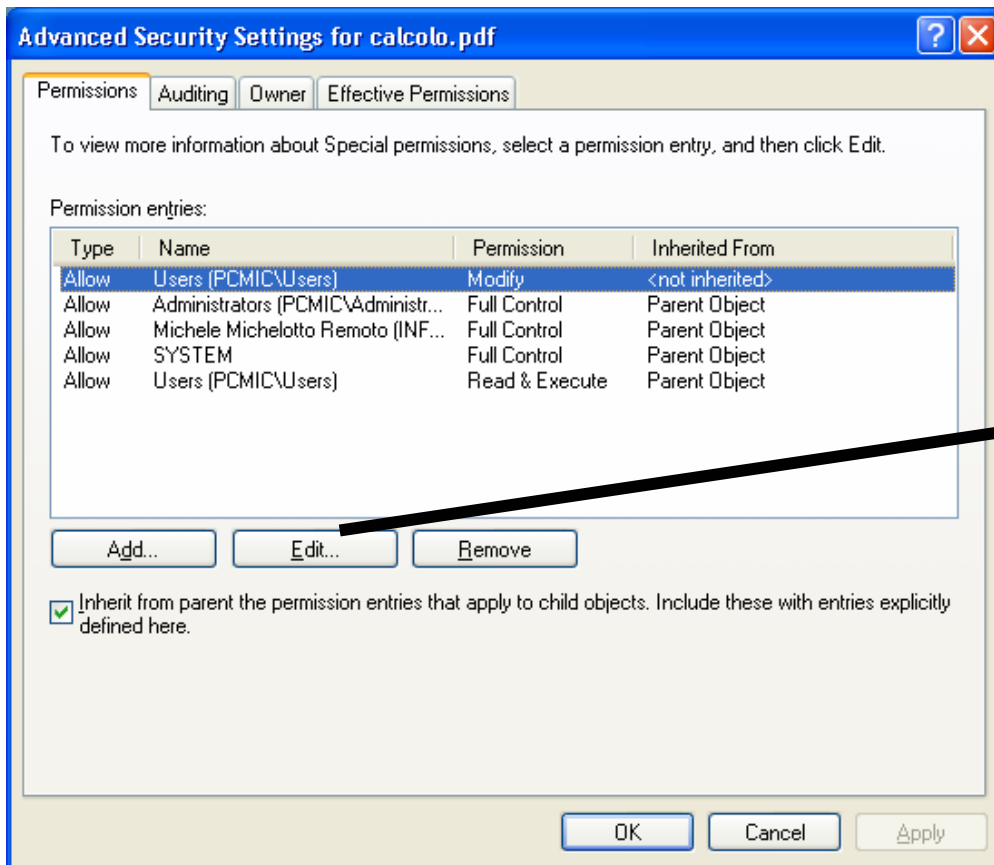 Advanced Security Settings for calcolo.pdf
Permissions Auditing Owner Effective Permissions
To view more information about Special permissions, select a permission entry, and then click Edit.
Permission entries:
Type Name Permission Inherited From
Allow Users (PCMIC\Users) Modify <not inherited>
Allow Administrators (PCMIC\Administr... Full Control Parent Object
Allow Michele Michelotto Remoto (INF... Full Control Parent Object
Allow SYSTEM Full Control Parent Object
Allow Users (PCMIC\Users) Read & Execute Parent Object
Add... Edit... Remove
Inherit from parent the permission entries that apply to child objects. Include these with entries explicitly
defined here.
OK Cancel Apply